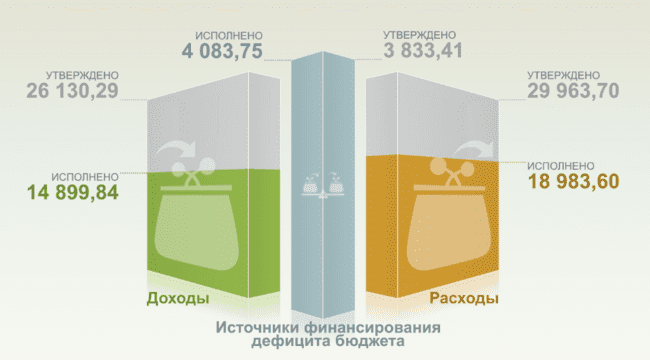 ИСПОЛНЕНО
4 083,75
УТВЕРЖДЕНО
3 833,41
УТВЕРЖДЕНО
26 130,29
УТВЕРЖДЕНО
29 963,70
ИСПОЛНЕНО
14 899,84
ИСПОЛНЕНО
18 983,60
Доходы
Расходы
Источники финансирования
дефицита бюджета